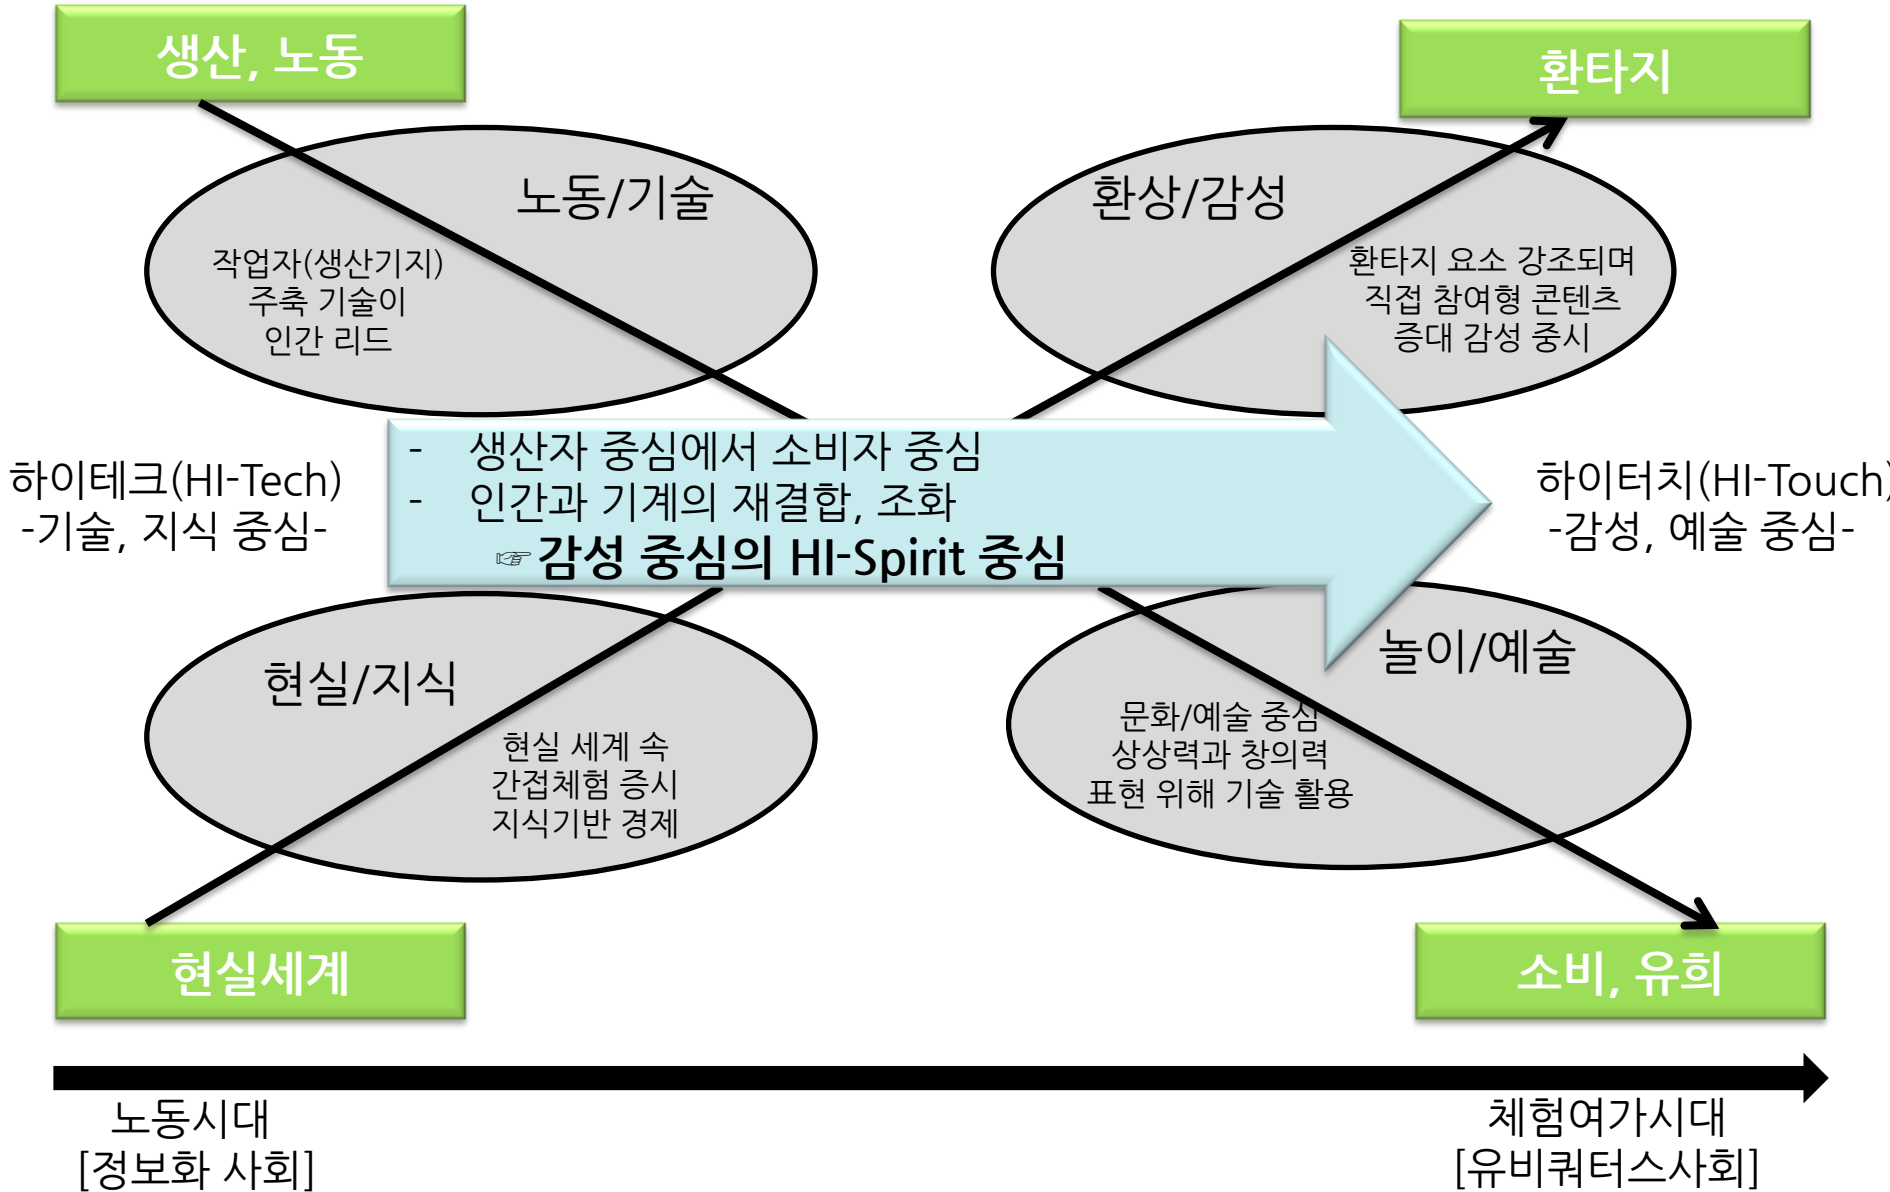 생산, 노동
환타지
노동/기술
작업자(생산기지)
주축 기술이
인간 리드
환상/감성
환타지 요소 강조되며
직접 참여형 콘텐츠
증대 감성 중시
하이테크(HI-Tech)
-기술, 지식 중심-
- 생산자 중심에서 소비자 중심
- 인간과 기계의 재결합, 조화
☞감성 중심의 HI-Spirit 중심
하이터치(HI-Touch)
-감성, 예술 중심-
현실/지식
현실 세계 속
간접체험 증시
지식기반 경제
놀이/예술
문화/예술 중심
상상력과 창의력
표현 위해 기술 활용
현실세계
소비, 유희
노동시대
[정보화 사회]
체험여가시대
[유비쿼터스사회]